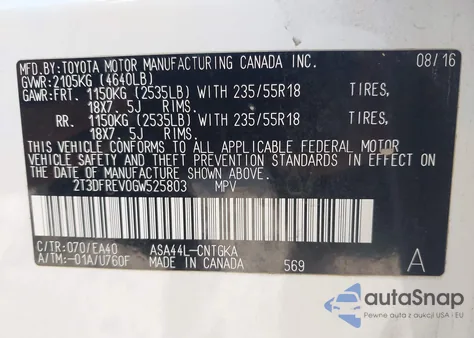 MFD.BY:TOYOTA MOTOR MANUFACTURING CANADA INC. 08/16
GVWR:2105KG (4640LB)
GAWR:FRT. 1150KG (2535LB) WITH 235/55R18 TIRES,
18X7. 5J RIMS.
RR. 1150KG (2535LB) WITH 235/55R18 TIRES,
18X7. 5J RIMS.
THIS VEHICLE CONFORMS TO ALL APPLICABLE FEDERAL MOTOR
VEHICLE SAFETY AND THEFT PREVENTION STANDARDS IN EFFECT ON
THE DATE OF MANUFACTURE SHOWN ABOVE.
2T3DFREV0GW525803 MPV
C/TR:070/EA40 ASA44L-CNTGKA
A/TM:-01A/U760F MADE IN CANADA 569 A
autoSnap
Pewne auta z USA i EU